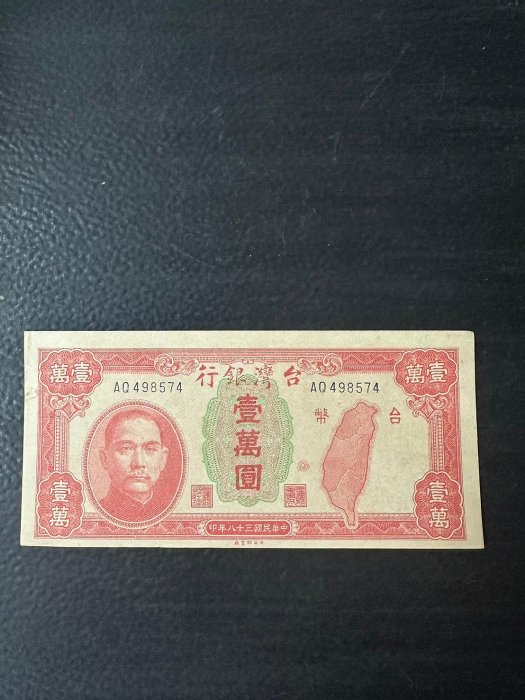 台灣銀行
AQ498574
AQ498574
壹萬
壹萬
壹萬圓
台幣
壹萬
壹萬
中華民國三十八年印